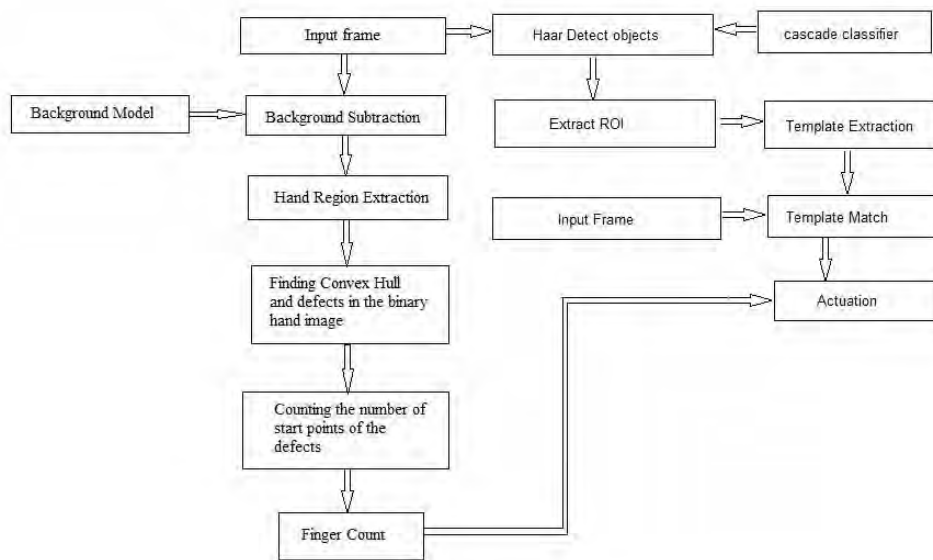 Input frame
Haar Detect objects
cascade classifier
Background Model
Background Subtraction
Extract ROI
Template Extraction
Hand Region Extraction
Input Frame
Template Match
Finding Convex Hull
and defects in the binary
hand image
Actuation
Counting the number of
start points of the
defects
Finger Count